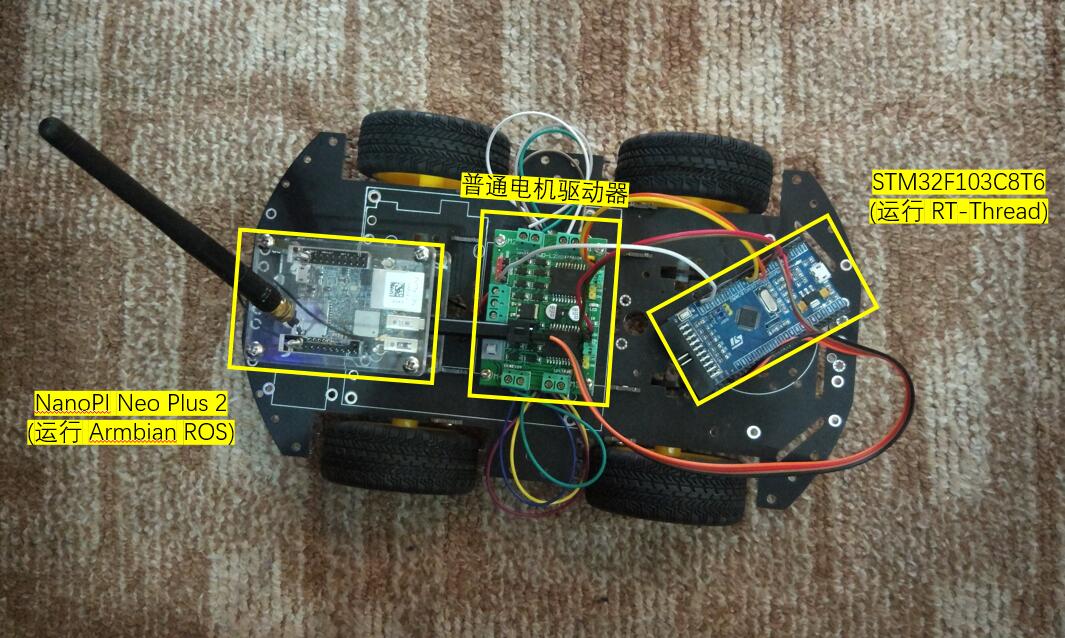 普通电机驱动器
STM32F103C8T6
(运行 RT-Thread)
NanoPI Neo Plus 2
(运行 Armbian ROS)